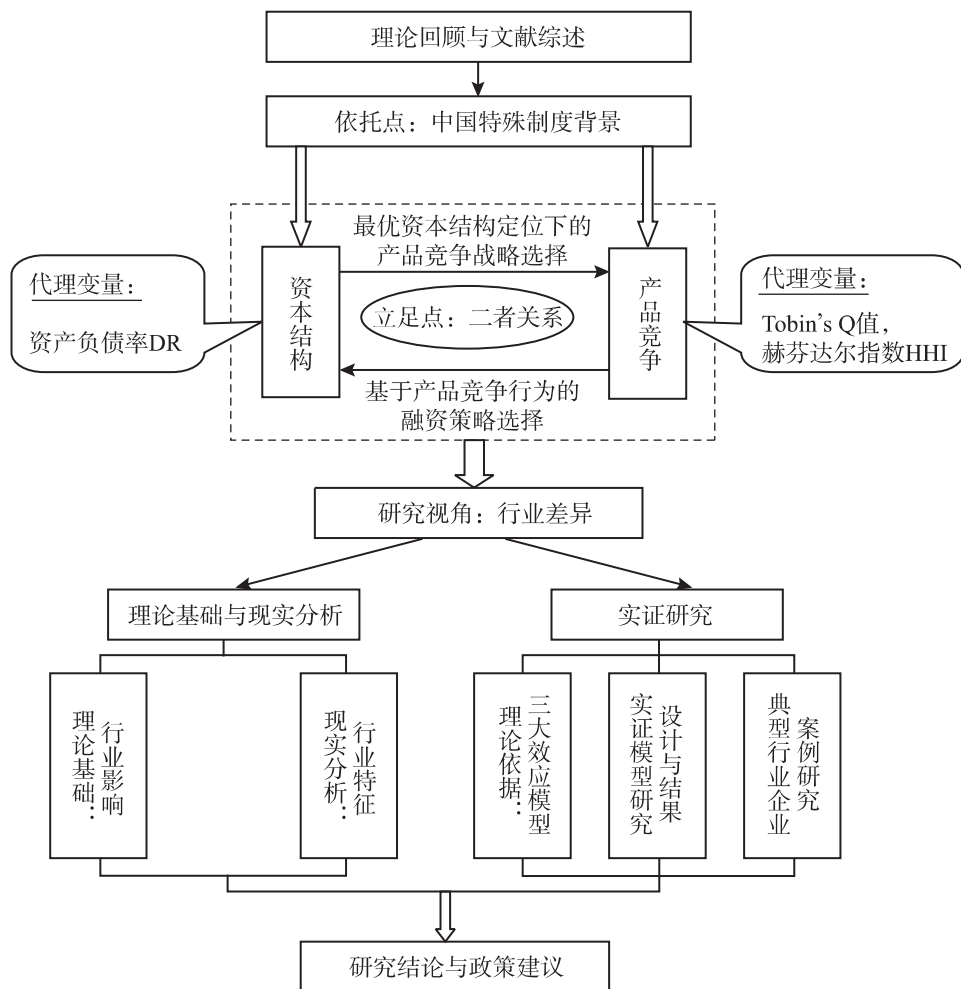 理论回顾与文献综述
依托点：中国特殊制度背景
最优资本结构定位下的
产品竞争战略选择
代理变量：
资产负债率DR
资本结构
立足点：二者关系
产品竞争
代理变量：
Tobin's Q值，
赫芬达尔指数HHI
基于产品竞争行为的
融资策略选择
研究视角：行业差异
理论基础与现实分析
实证研究
理论基础：
行业影响
现实分析：
行业特征
理论依据：
三大效应模型
实证模型研究
设计与结果
典型行业企业
案例研究
研究结论与政策建议